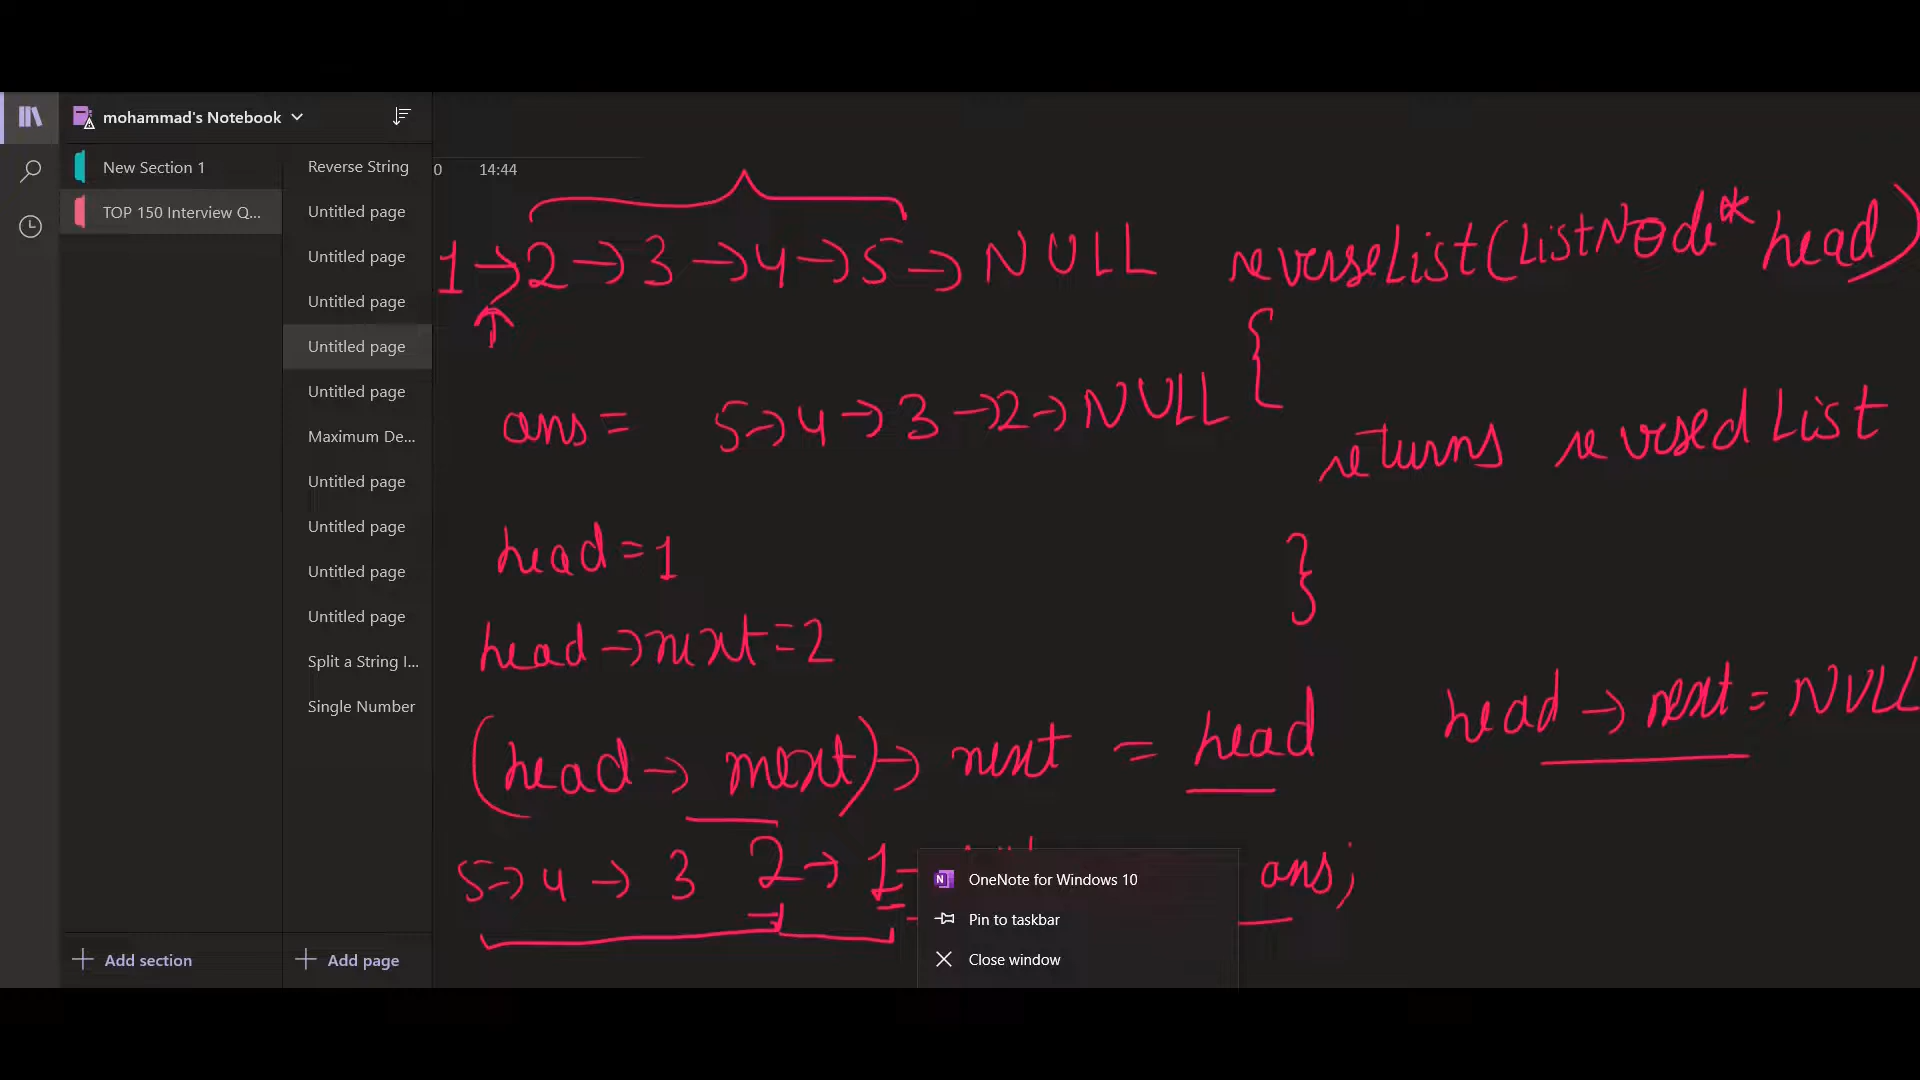 mohammad's Notebook
New Section 1
TOP 150 Interview Q...
Add section
Reverse String
Untitled page
Untitled page
Untitled page
Untitled page
Untitled page
Maximum De...
Untitled page
Untitled page
Untitled page
Untitled page
Split a String I...
Single Number
Add page
0 14:44
1 → 2 → 3 → 4 → 5 → NULL
ans = 5 → 4 → 3 → 2 → NULL
head = 1
head → next = 2
(head → next) → next = head
5 → 4 → 3 2 → 1
ans;
reverseList(ListNode* head)
{
returns reversed List
}
head → next = NULL
OneNote for Windows 10
Pin to taskbar
Close window